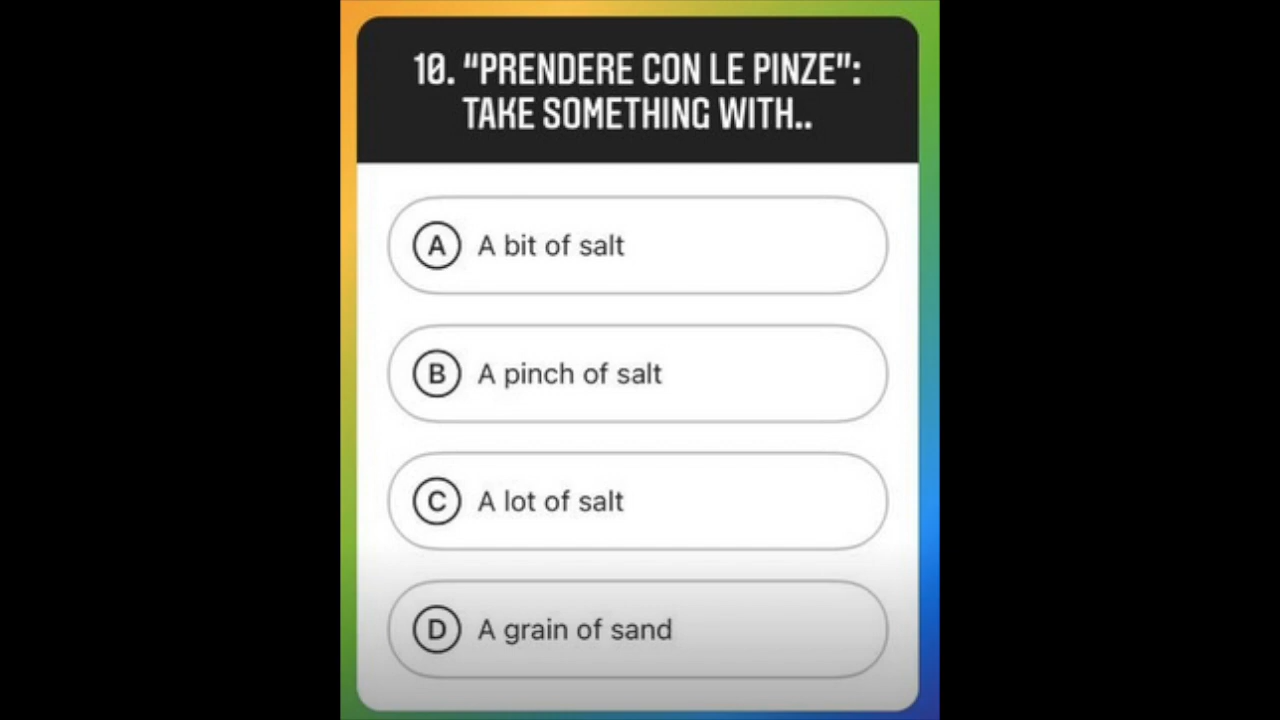 10. "PRENDERE CON LE PINZE":
TAKE SOMETHING WITH..
A A bit of salt
B A pinch of salt
C A lot of salt
D A grain of sand